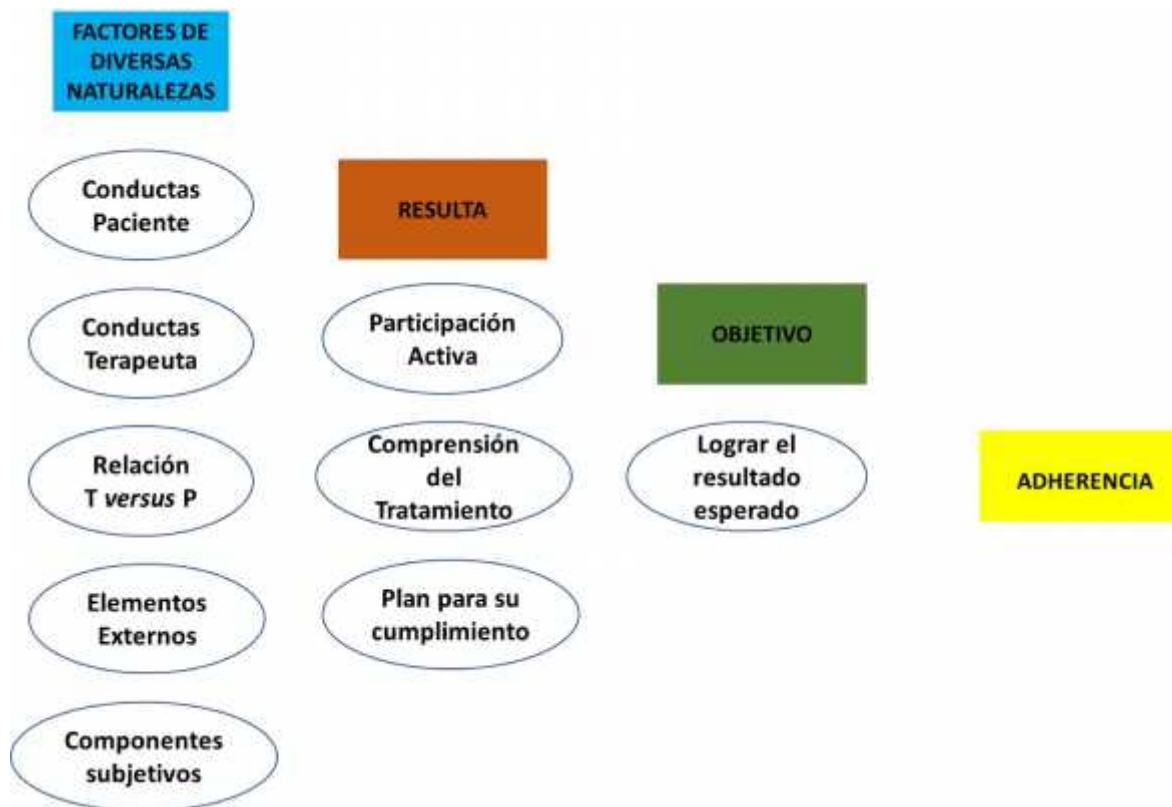 FACTORES DE
DIVERSAS
NATURALEZAS
Conductas
Paciente
Conductas
Terapeuta
Relación
T versus P
Elementos
Externos
Componentes
subjetivos
RESULTA
Participación
Activa
Comprensión
del
Tratamiento
Plan para su
cumplimiento
OBJETIVO
Lograr el
resultado
esperado
ADHERENCIA